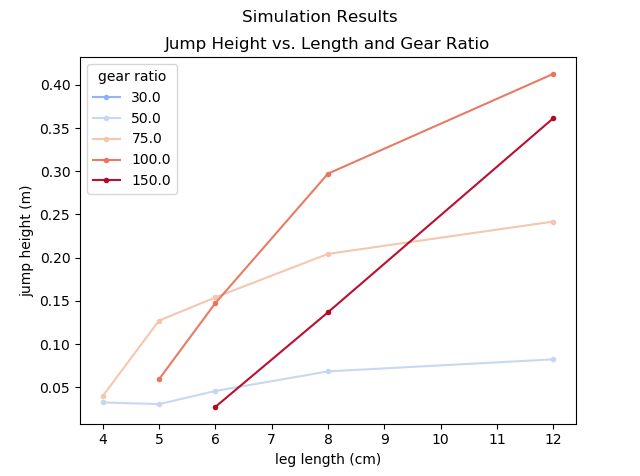 Simulation Results
Jump Height vs. Length and Gear Ratio
gear ratio
30.0
50.0
75.0
100.0
150.0
0.40
0.35
0.30
0.25
0.20
0.15
0.10
0.05
jump height (m)
4 5 6 7 8 9 10 11 12
leg length (cm)